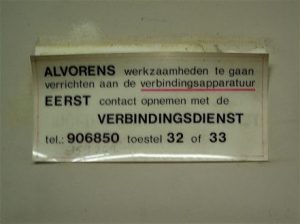 ALVORENS werkzaamheden te gaan
verrichten aan de verbindingsapparatuur
EERST contact opnemen met de
VERBINDINGSDIENST
tel.: 906850 toestel 32 of 33